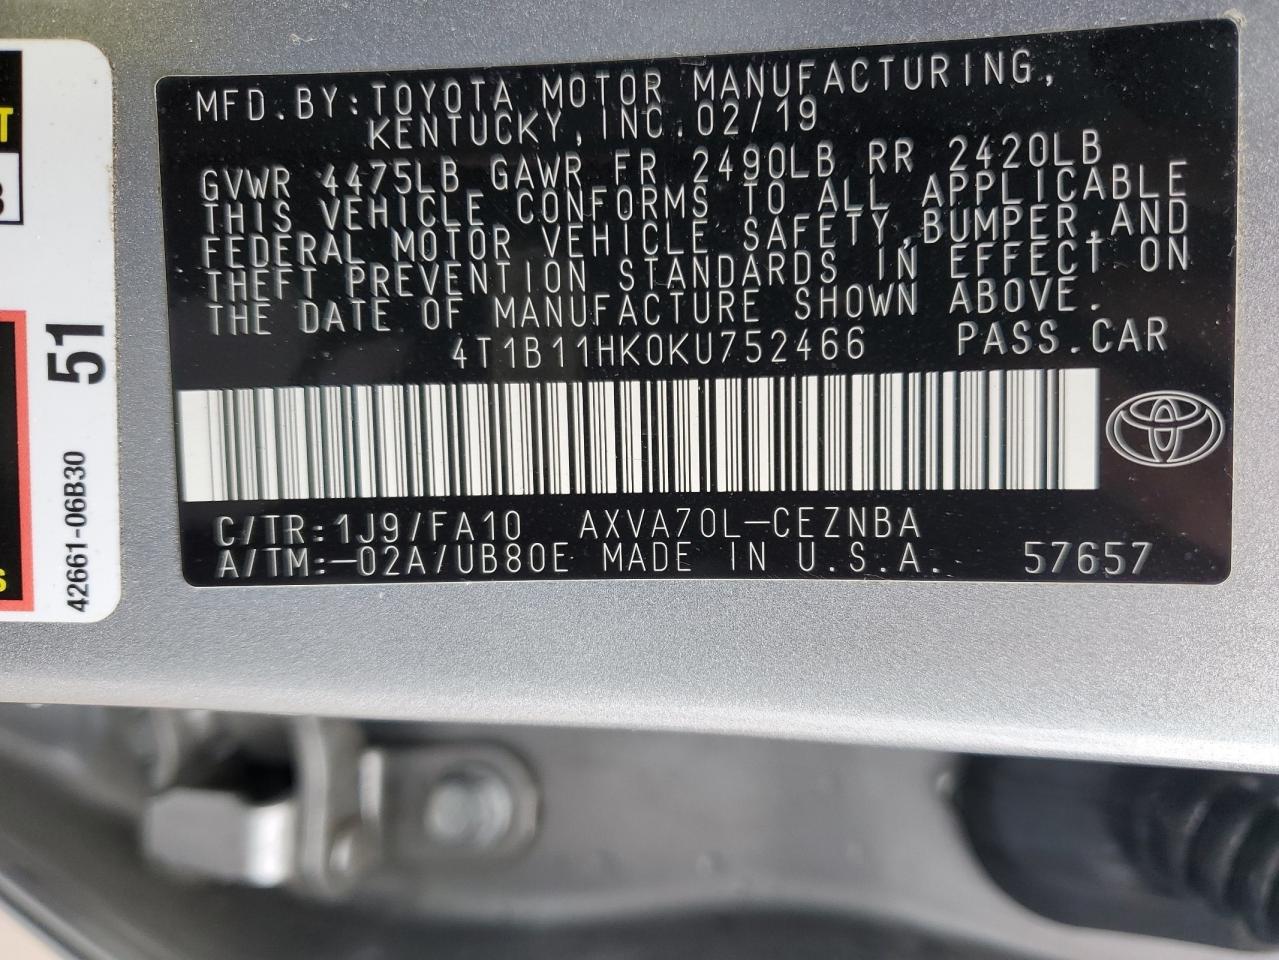 MFD.BY:TOYOTA MOTOR MANUFACTURING,
KENTUCKY, INC. 02/19
GVWR 4475LB GAWR FR 2490LB RR 2420LB
THIS VEHICLE CONFORMS TO ALL APPLICABLE
FEDERAL MOTOR VEHICLE SAFETY,BUMPER,AND
THEFT PREVENTION STANDARDS IN EFFECT ON
THE DATE OF MANUFACTURE SHOWN ABOVE.
4T1B11HK0KU752466 PASS.CAR
C/TR:1J9/FA10 AXVA70L-CEZNBA
A/TM:-02A/UB80E MADE IN U.S.A. 57657
51
42661-06B30